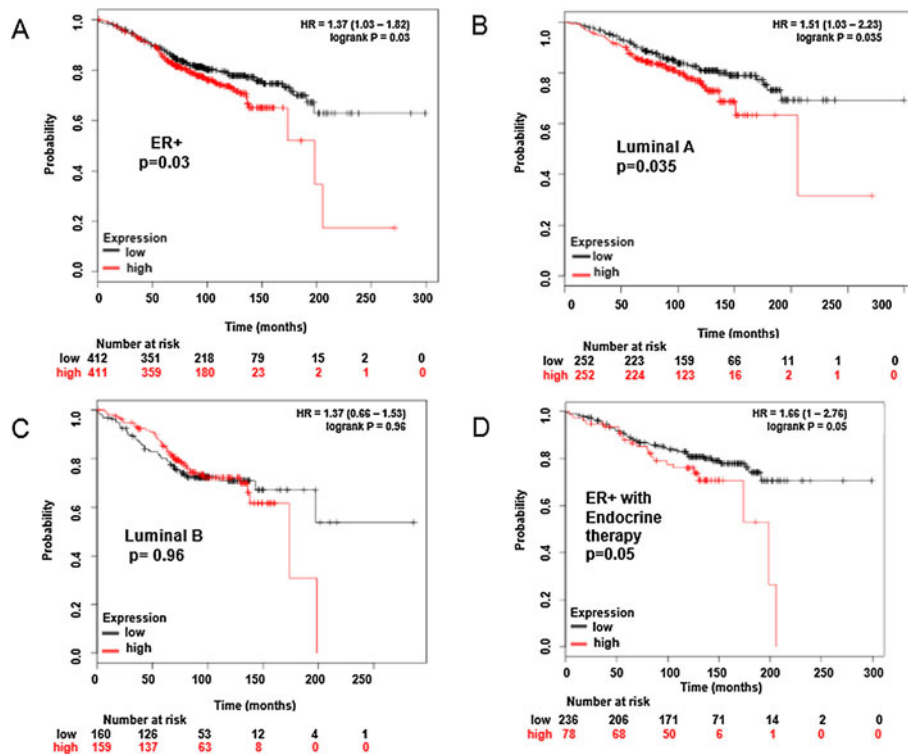 A
HR = 1.37 (1.03 – 1.82)
logrank P = 0.03
ER+
p=0.03
Expression
low
high
Probability
0.0 0.2 0.4 0.6 0.8 1.0
0 50 100 150 200 250 300
Time (months)
Number at risk
low 412 351 218 79 15 2 0
high 411 359 180 23 2 1 0
B
HR = 1.51 (1.03 – 2.23)
logrank P = 0.035
Luminal A
p=0.035
Expression
low
high
Probability
0.0 0.2 0.4 0.6 0.8 1.0
0 50 100 150 200 250 300
Time (months)
Number at risk
low 252 223 159 66 11 1 0
high 252 224 123 16 2 1 0
C
HR = 1.37 (0.66 – 1.53)
logrank P = 0.96
Luminal B
p= 0.96
Expression
low
high
Probability
0.0 0.2 0.4 0.6 0.8 1.0
0 50 100 150 200 250
Time (months)
Number at risk
low 160 126 53 12 4 1
high 159 137 63 8 0 0
D
HR = 1.66 (1 – 2.76)
logrank P = 0.05
ER+ with
Endocrine
therapy
p=0.05
Expression
low
high
Probability
0.0 0.2 0.4 0.6 0.8 1.0
0 50 100 150 200 250 300
Time (months)
Number at risk
low 236 206 171 71 14 2 0
high 78 68 50 6 1 0 0